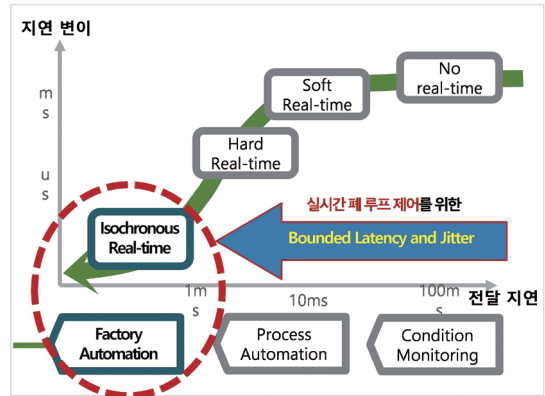 지연 변이
m
s
u
s
No
real-time
Soft
Real-time
Hard
Real-time
Isochronous
Real-time
실시간 폐 루프 제어를 위한
Bounded Latency and Jitter
1m
s
10ms
100m
s
전달 지연
Factory
Automation
Process
Automation
Condition
Monitoring